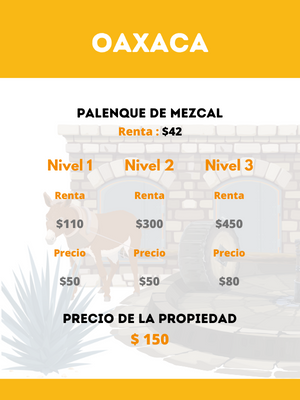 OAXACA
PALENQUE DE MEZCAL
Renta : $42
Nivel 1 Nivel 2 Nivel 3
Renta Renta Renta
$110 $300 $450
Precio Precio Precio
$50 $50 $80
PRECIO DE LA PROPIEDAD
$ 150